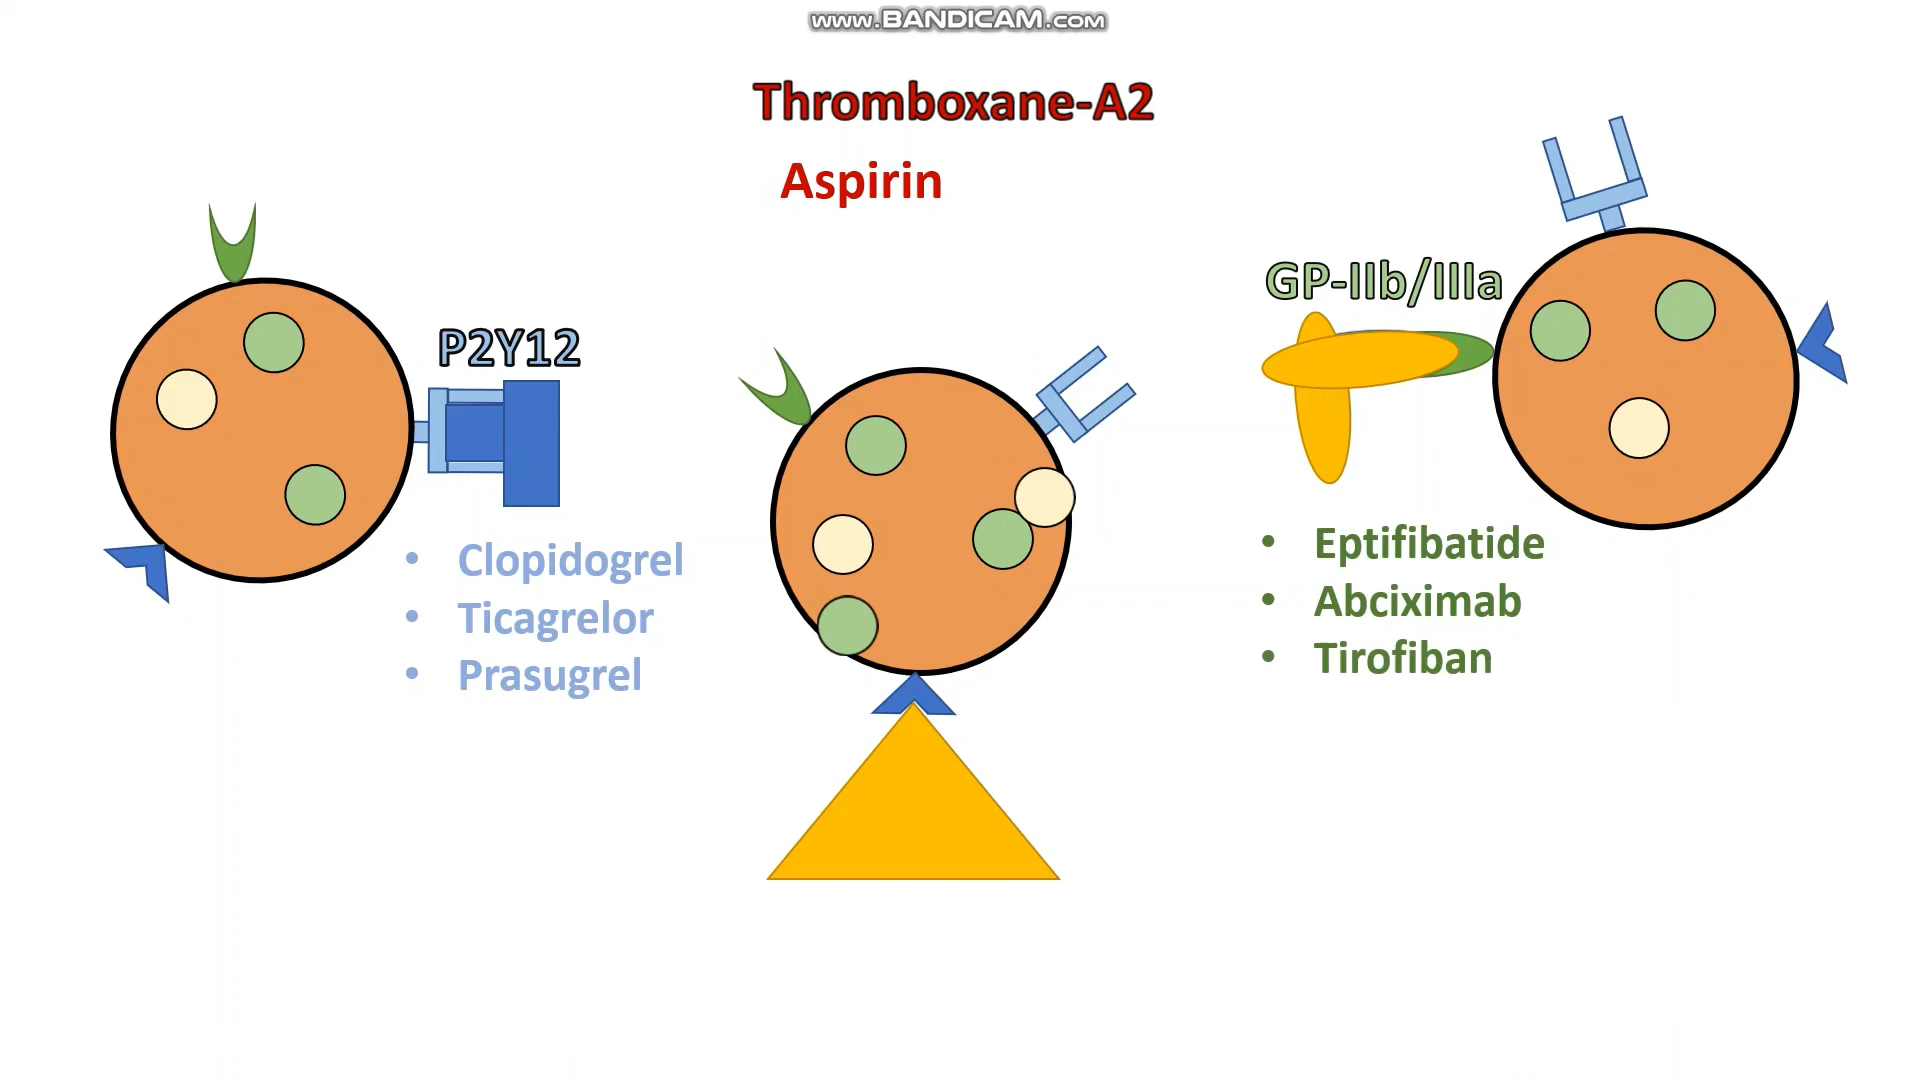 www.BANDICAM.com
Thromboxane-A2
Aspirin
GP-IIb/IIIa
P2Y12
• Clopidogrel
• Ticagrelor
• Prasugrel
• Eptifibatide
• Abciximab
• Tirofiban